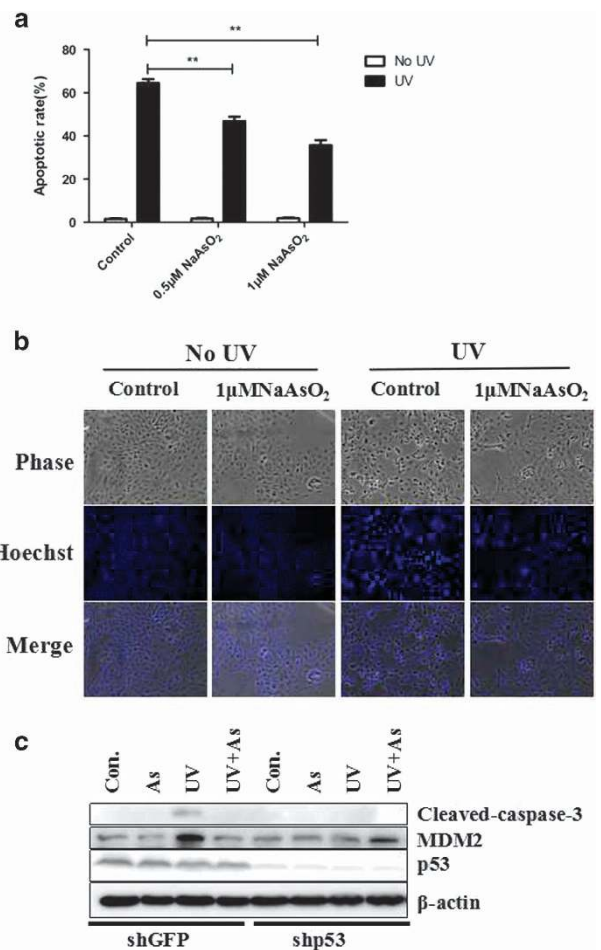 a
**
**
No UV
UV
Apoptotic rate(%)
80
60
40
20
0
Control
0.5μM NaAsO2
1μM NaAsO2
b
No UV
UV
Control
1μMNaAsO2
Control
1μMNaAsO2
Phase
Hoechst
Merge
c
Con.
As
UV
UV+As
Con.
As
UV
UV+As
Cleaved-caspase-3
MDM2
p53
β-actin
shGFP
shp53